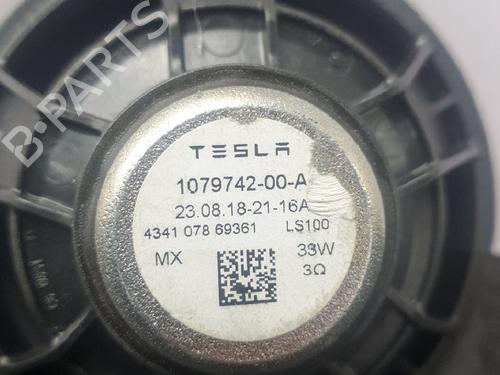 B-PARTS
TESLA
1079742-00-A
23.08.18-21-16A
4341 078 69361 LS100
MX 33W
3Ω